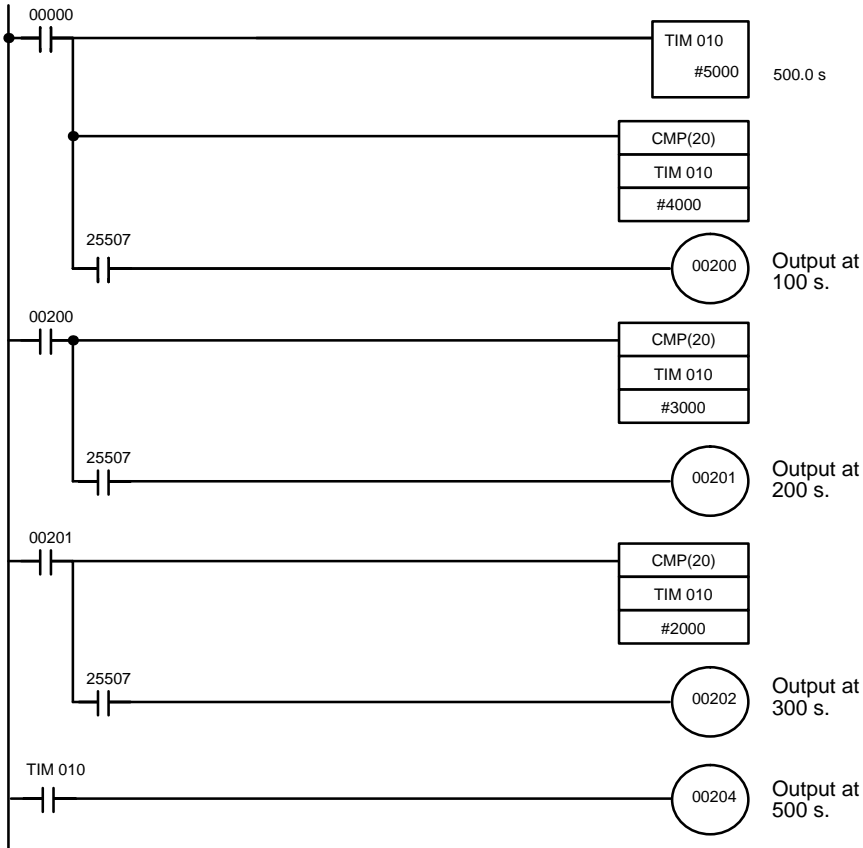 00000
TIM 010
#5000
500.0 s
CMP(20)
TIM 010
#4000
25507
00200
Output at
100 s.
00200
CMP(20)
TIM 010
#3000
25507
00201
Output at
200 s.
00201
CMP(20)
TIM 010
#2000
25507
00202
Output at
300 s.
TIM 010
00204
Output at
500 s.